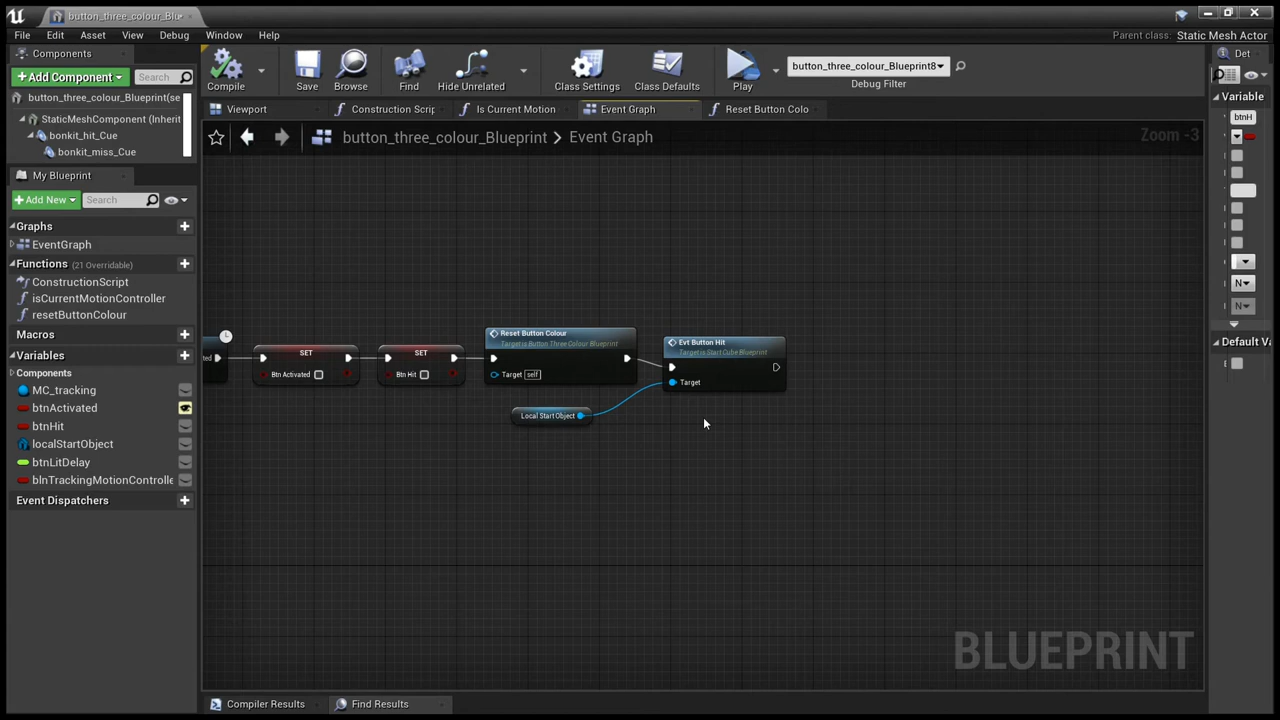 button_three_colour_Blu
File Edit Asset View Debug Window Help
Parent class: Static Mesh Actor
Components
+Add Component
Search
button_three_colour_Blueprint(se
StaticMeshComponent (Inherit
bonkit_hit_Cue
bonkit_miss_Cue
My Blueprint
+Add New
Search
Graphs
EventGraph
Functions (21 Overridable)
ConstructionScript
isCurrentMotionController
resetButtonColour
Macros
Variables
Components
MC_tracking
btnActivated
btnHit
localStartObject
btnLitDelay
blnTrackingMotionControlle
Event Dispatchers
Compile
Save
Browse
Find
Hide Unrelated
Class Settings
Class Defaults
Play
button_three_colour_Blueprint8
Debug Filter
Viewport
Construction Scrip
Is Current Motion
Event Graph
Reset Button Colo
button_three_colour_Blueprint > Event Graph
Zoom -3
SET
Btn Activated
SET
Btn Hit
Reset Button Colour
Target is Button Three Colour Blueprint
Target self
Local Start Object
Evt Button Hit
Target is Start Cube Blueprint
Target
BLUEPRINT
Compiler Results
Find Results
Det
Variable
btnH
N
N
Default V